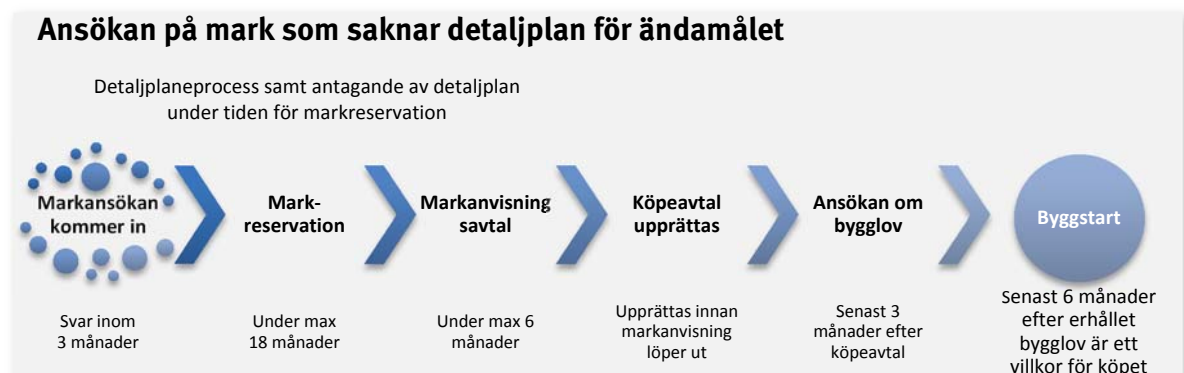 Ansökan på mark som saknar detaljplan för ändamålet
Detaljplaneprocess samt antagande av detaljplan
under tiden för markreservation
Markansökan
kommer in
Mark-
reservation
Markanvisning
savtal
Köpeavtal
upprättas
Ansökan om
bygglov
Byggstart
Svar inom
3 månader
Under max
18 månader
Under max 6
månader
Upprättas innan
markanvisning
löper ut
Senast 3
månader efter
köpeavtal
Senast 6 månader
efter erhållet
bygglov är ett
villkor för köpet